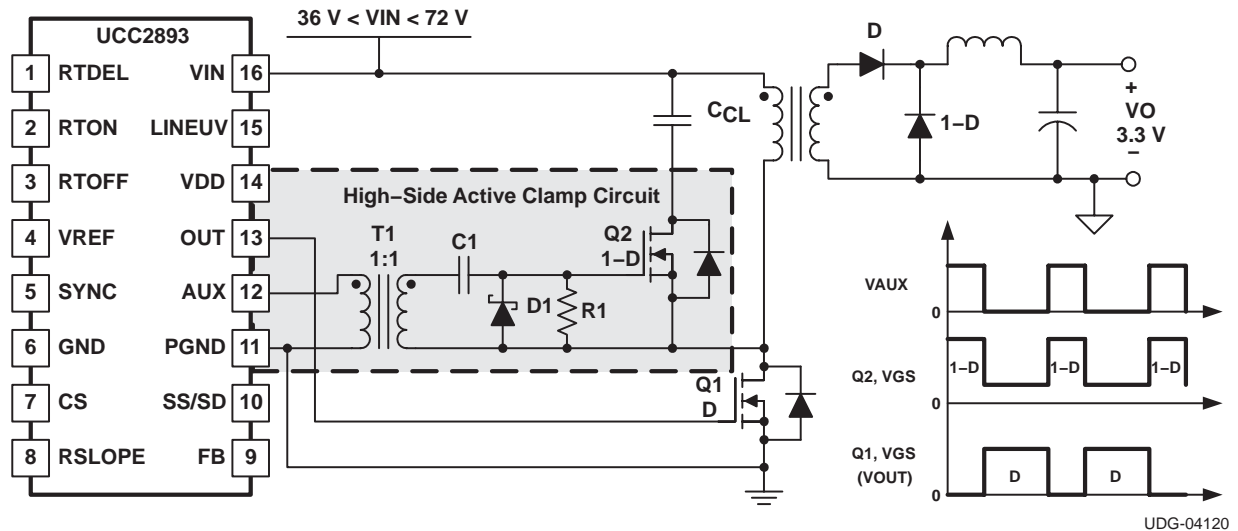 36 V < VIN < 72 V
UCC2893
1 RTDEL VIN 16
2 RTON LINEUV 15
3 RTOFF VDD 14
4 VREF OUT 13
5 SYNC AUX 12
6 GND PGND 11
7 CS SS/SD 10
8 RSLOPE FB 9
High–Side Active Clamp Circuit
T1
1:1
C1
D1
R1
Q2
1–D
CCL
Q1
D
D
1–D
+
VO
3.3 V
–
VAUX
0
Q2, VGS
1–D
1–D
1–D
0
Q1, VGS
(VOUT)
D
D
0
UDG-04120